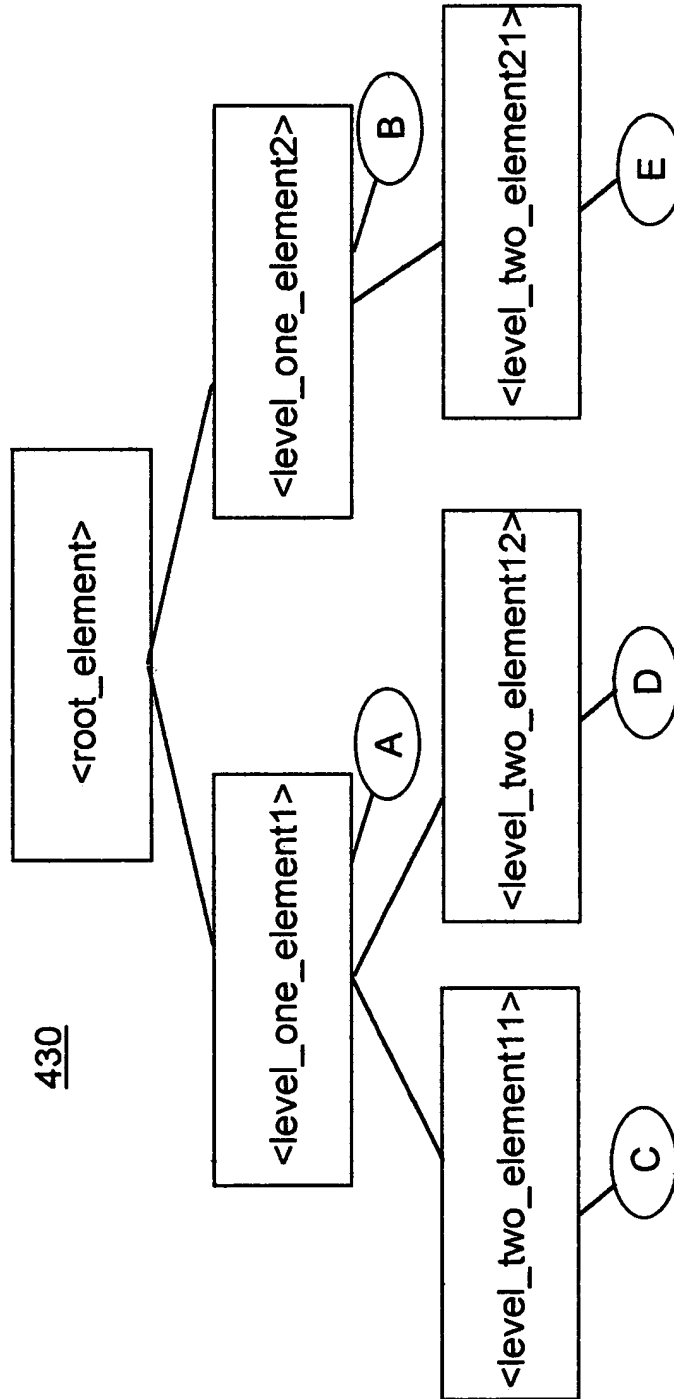 430
<root_element>
<level_one_element1>
<level_one_element2>
A
B
<level_two_element11>
<level_two_element12>
<level_two_element21>
C
D
E